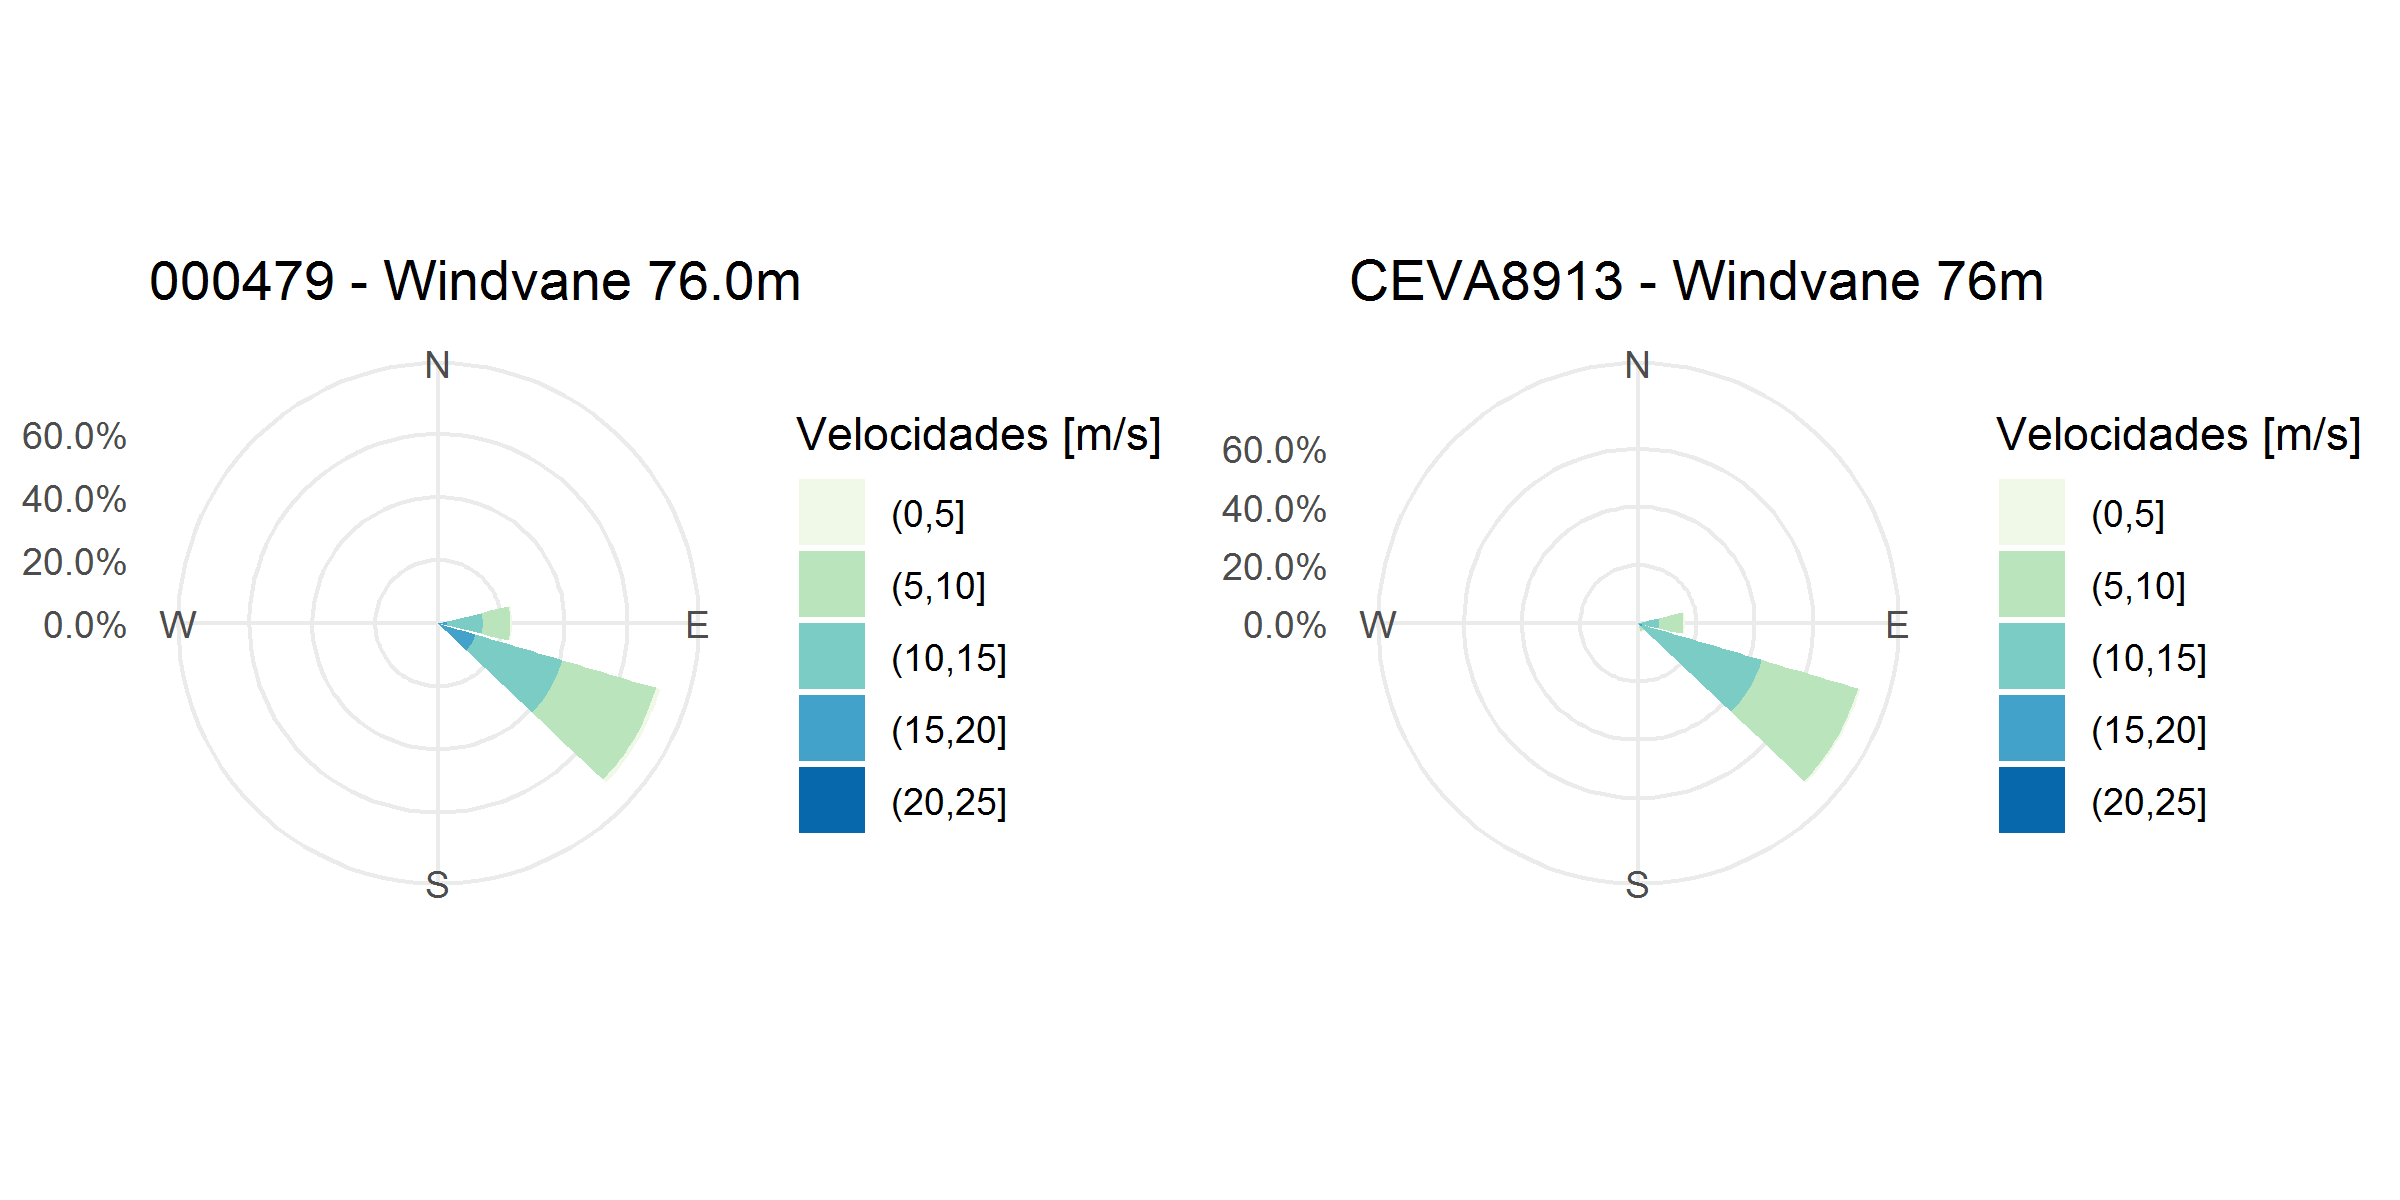 000479 - Windvane 76.0m
N
60.0%
40.0%
20.0%
0.0%
W
E
S
Velocidades [m/s]
(0,5]
(5,10]
(10,15]
(15,20]
(20,25]
CEVA8913 - Windvane 76m
N
60.0%
40.0%
20.0%
0.0%
W
E
S
Velocidades [m/s]
(0,5]
(5,10]
(10,15]
(15,20]
(20,25]